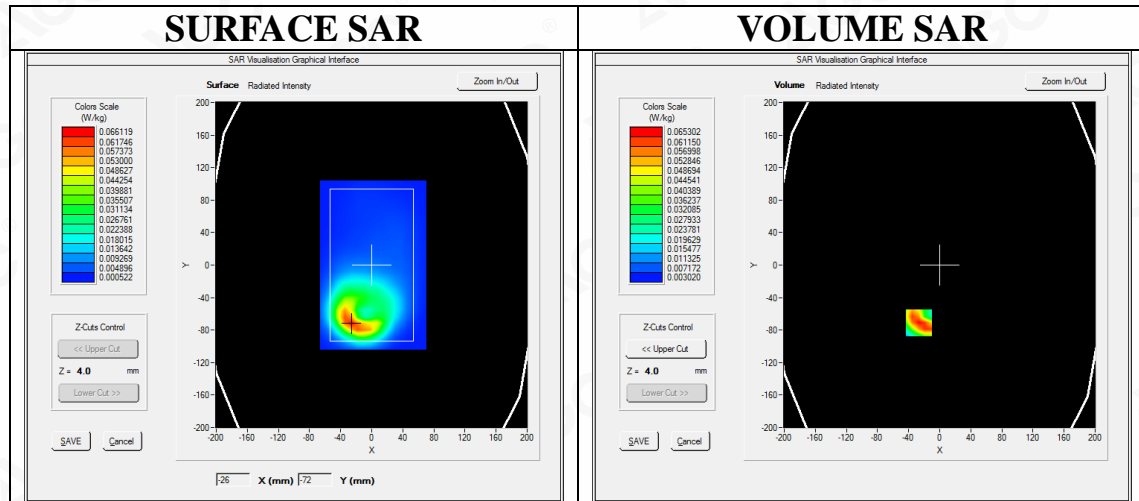 SURFACE SAR
SAR Visualisation Graphical Interface
Surface Radiated Intensity
Zoom In/Out
Colors Scale
(W/kg)
0.066119
0.061746
0.057373
0.053000
0.048627
0.044254
0.039881
0.035507
0.031134
0.026761
0.022388
0.018015
0.013642
0.009269
0.004896
0.000522
Z-Cuts Control
<< Upper Cut
Z = 4.0 mm
Lower Cut >>
SAVE Cancel
200
160
120
80
40
0
-40
-80
-120
-160
-200
Y
-200 -160 -120 -80 -40 0 40 80 120 160 200
X
-26 X (mm) -72 Y (mm)
VOLUME SAR
SAR Visualisation Graphical Interface
Volume Radiated Intensity
Zoom In/Out
Colors Scale
(W/kg)
0.065302
0.061150
0.056998
0.052846
0.048694
0.044541
0.040389
0.036237
0.032085
0.027933
0.023781
0.019629
0.015477
0.011325
0.007172
0.003020
Z-Cuts Control
<< Upper Cut
Z = 4.0 mm
Lower Cut >>
SAVE Cancel
200
160
120
80
40
0
-40
-80
-120
-160
-200
Y
-200 -160 -120 -80 -40 0 40 80 120 160 200
X